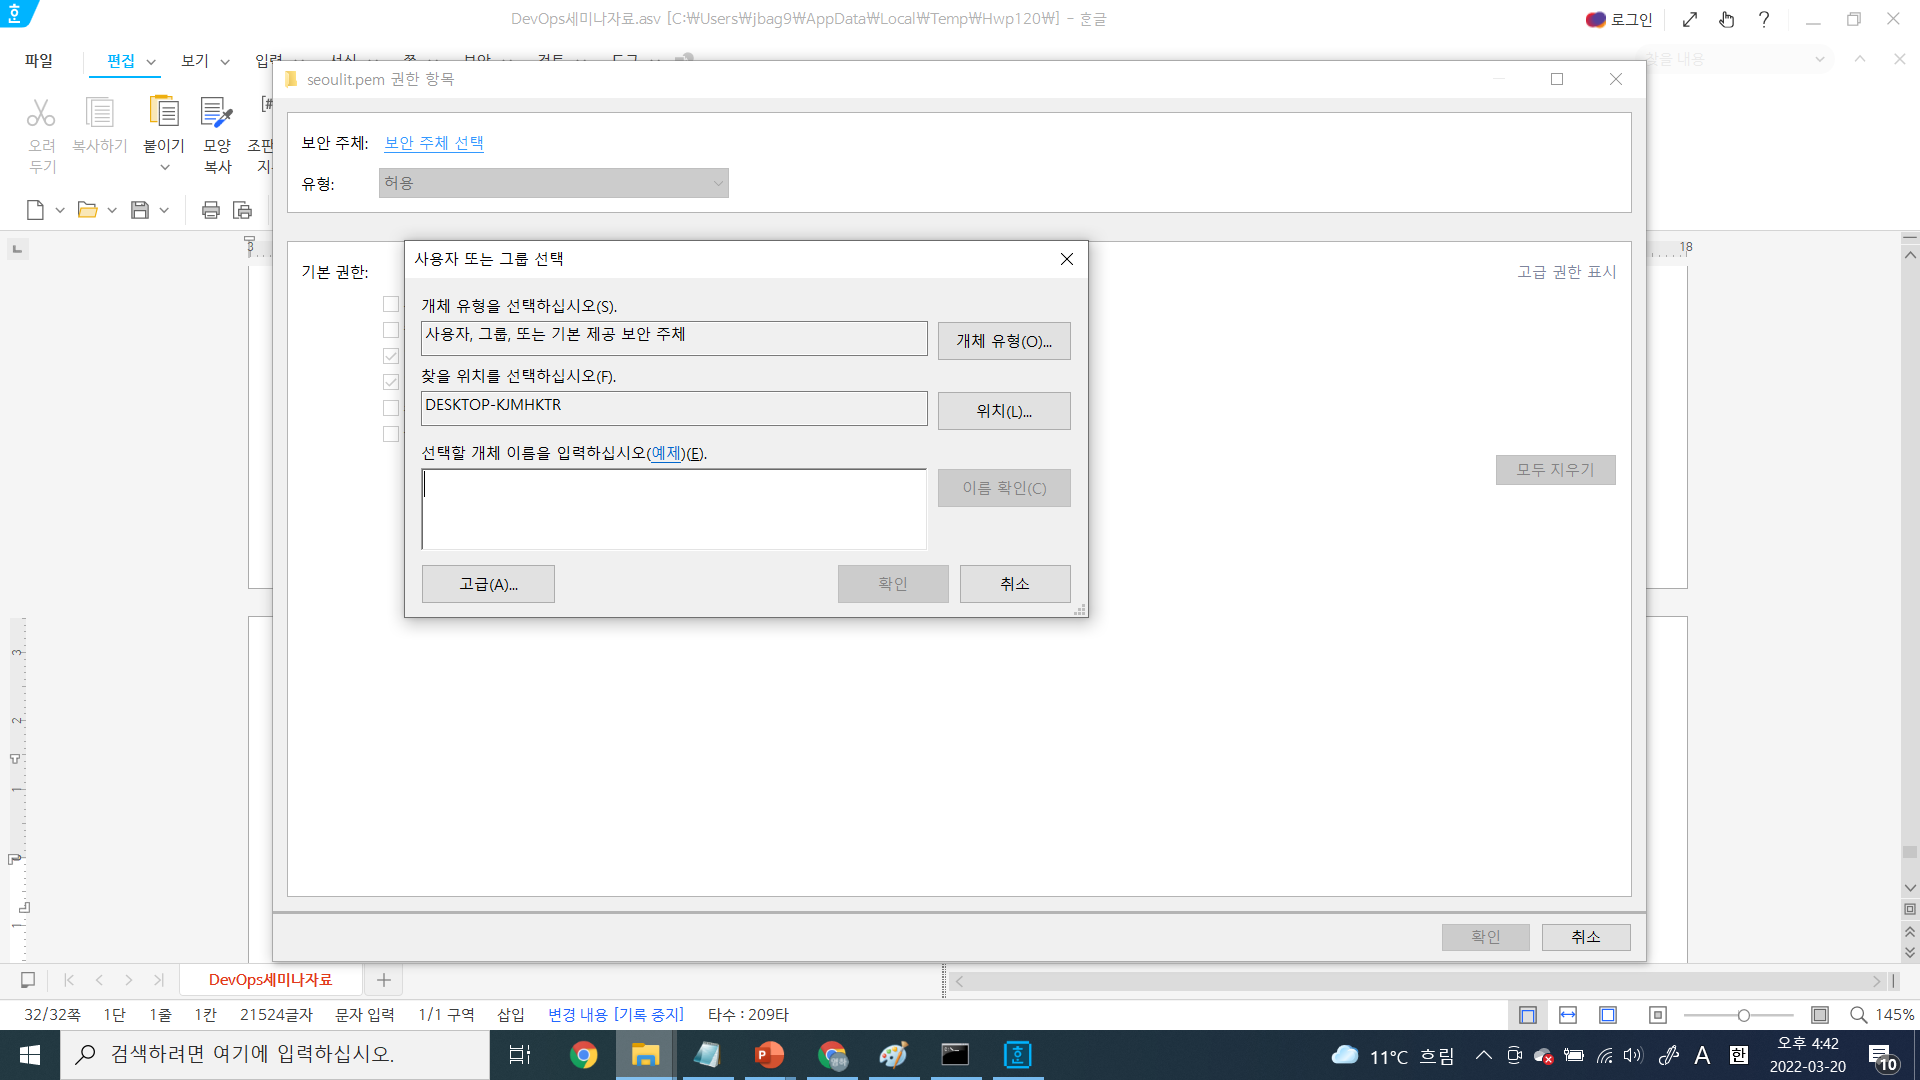 DevOps세미나자료.asv [C:₩Users₩jbag9₩AppData₩Local₩Temp₩Hwp120₩] - 한글
로그인
파일
편집
보기
입력
찾을 내용
seoulit.pem 권한 항목
오려
두기
복사하기
붙이기
모양
복사
조판
보안 주체:
보안 주체 선택
유형:
허용
18
기본 권한:
고급 권한 표시
사용자 또는 그룹 선택
개체 유형을 선택하십시오(S).
사용자, 그룹, 또는 기본 제공 보안 주체
개체 유형(O)...
찾을 위치를 선택하십시오(F).
DESKTOP-KJMHKTR
위치(L)...
선택할 개체 이름을 입력하십시오(예제)(E).
이름 확인(C)
고급(A)...
확인
취소
모두 지우기
3
2
1
1
확인
취소
DevOps세미나자료
32/32쪽
1단
1줄
1칸
21524글자
문자 입력
1/1 구역
삽입
변경 내용 [기록 중지]
타수 : 209타
145%
검색하려면 여기에 입력하십시오.
11°C 흐림
A
한
오후 4:42
2022-03-20
10